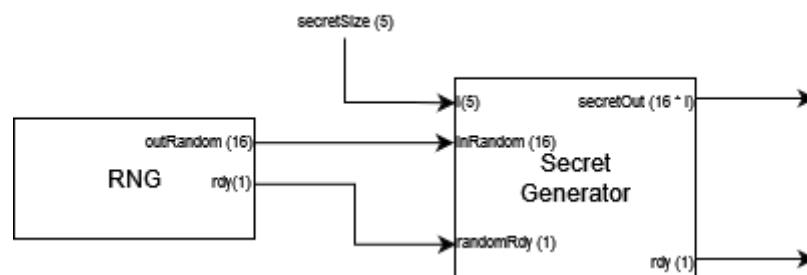 secretSize (5)
l(5)
secretOut (16 * l)
outRandom (16)
inRandom (16)
RNG
Secret
Generator
rdy(1)
randomRdy (1)
rdy (1)